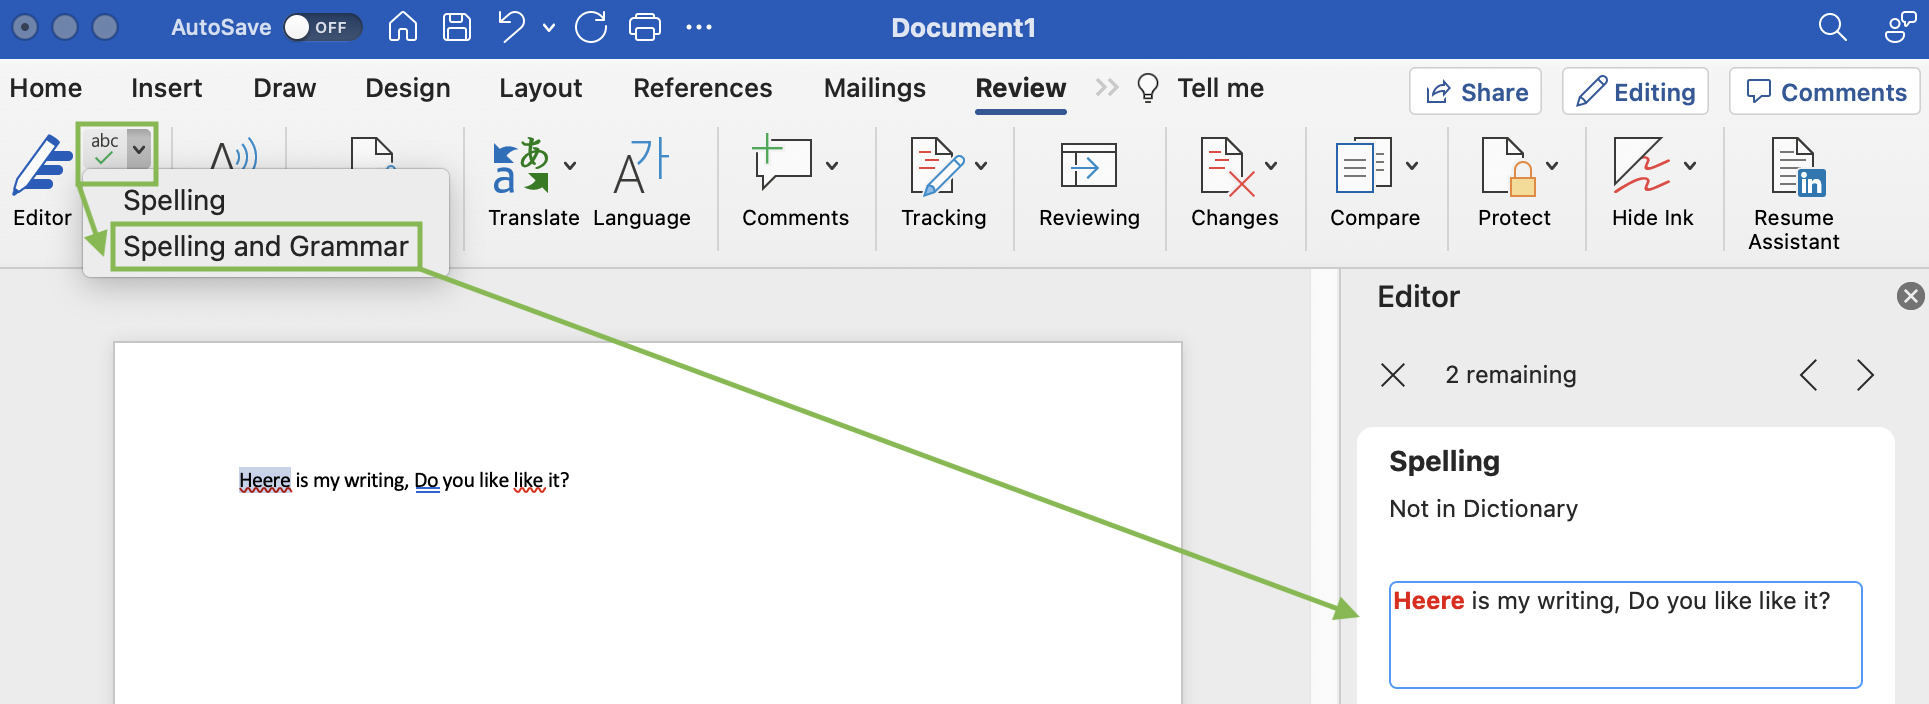 AutoSave OFF Document1
Home Insert Draw Design Layout References Mailings Review Tell me Share Editing Comments
abc
Editor Translate Language Comments Tracking Reviewing Changes Compare Protect Hide Ink Resume Assistant
Spelling
Spelling and Grammar
Heere is my writing, Do you like like it?
Editor
2 remaining
Spelling
Not in Dictionary
Heere is my writing, Do you like like it?